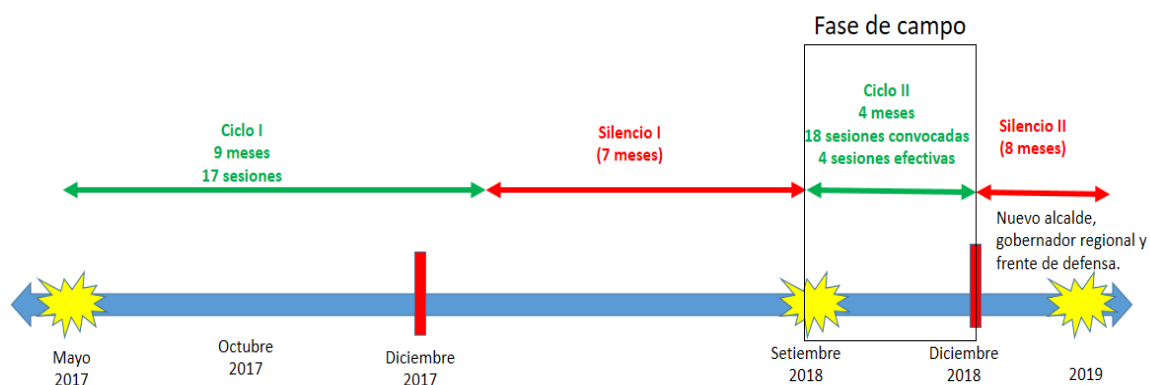 Fase de campo
Ciclo I
9 meses
17 sesiones
Silencio I
(7 meses)
Ciclo II
4 meses
18 sesiones convocadas
4 sesiones efectivas
Silencio II
(8 meses)
Nuevo alcalde,
gobernador regional y
frente de defensa.
Mayo
2017
Octubre
2017
Diciembre
2017
Setiembre
2018
Diciembre
2018
2019